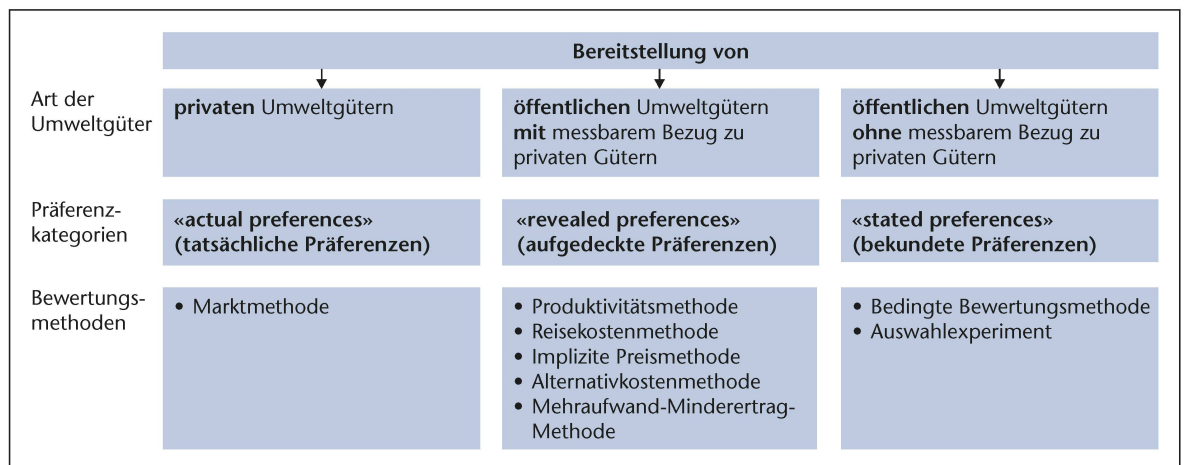 Bereitstellung von
Art der
Umweltgüter
privaten Umweltgütern
öffentlichen Umweltgütern
mit messbarem Bezug zu
privaten Gütern
öffentlichen Umweltgütern
ohne messbarem Bezug zu
privaten Gütern
Präferenz-
kategorien
«actual preferences»
(tatsächliche Präferenzen)
«revealed preferences»
(aufgedeckte Präferenzen)
«stated preferences»
(bekundete Präferenzen)
Bewertungs-
methoden
• Marktmethode
• Produktivitätsmethode
• Reisekostenmethode
• Implizite Preismethode
• Alternativkostenmethode
• Mehraufwand-Minderertrag-
Methode
• Bedingte Bewertungsmethode
• Auswahlexperiment